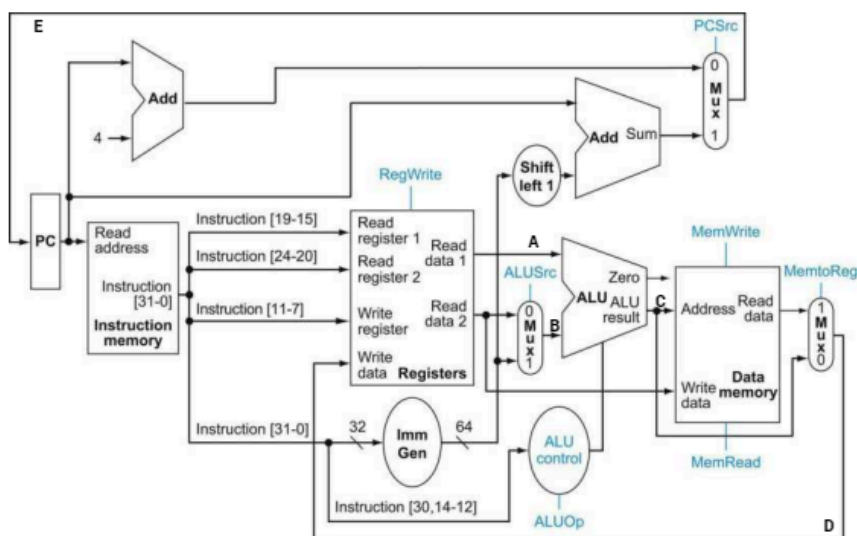 E
PCSrc
0
Mux
1
Add
4
Add Sum
Shift
left 1
RegWrite
PC
Read
address
Instruction
[31-0]
Instruction
memory
Instruction [19-15]
Instruction [24-20]
Instruction [11-7]
Instruction [31-0]
Instruction [30,14-12]
Read
register 1
Read
register 2
Write
register
Write
data
Read
data 1
Read
data 2
Registers
32
Imm
Gen
64
A
ALUSrc
0
Mux
1
B
Zero
ALU
ALU
result
C
ALU
control
ALUOp
MemWrite
Address
Read
data
Write
data
Data
memory
MemRead
MemtoReg
1
Mux
0
D